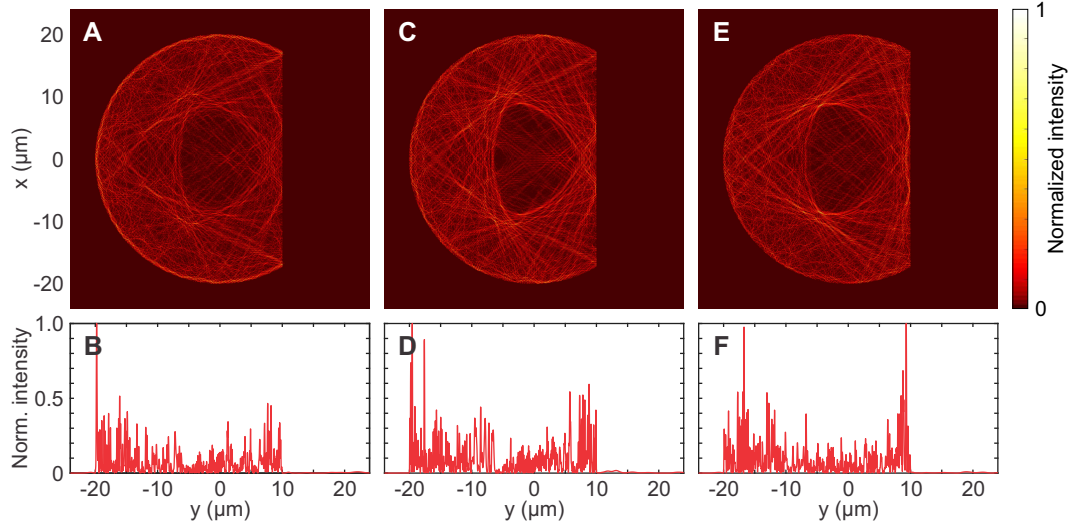 A
C
E
1
20
10
0
-10
-20
x (µm)
Normalized intensity
0
1.0
0.5
0
Norm. intensity
B
D
F
-20 -10 0 10 20
-20 -10 0 10 20
-20 -10 0 10 20
y (µm)
y (µm)
y (µm)